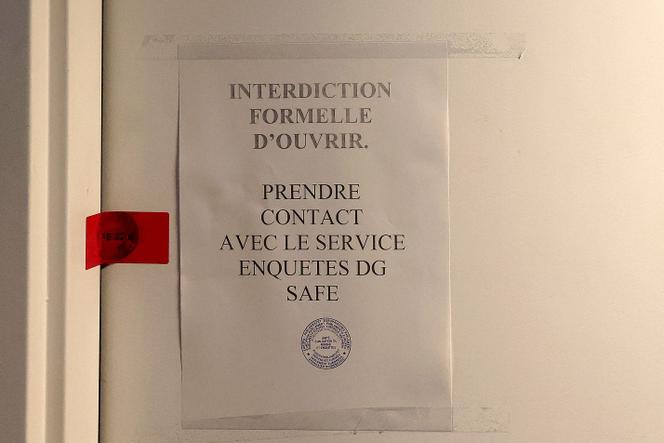 INTERDICTION
FORMELLE
D'OUVRIR.
PRENDRE
CONTACT
AVEC LE SERVICE
ENQUETES DG
SAFE